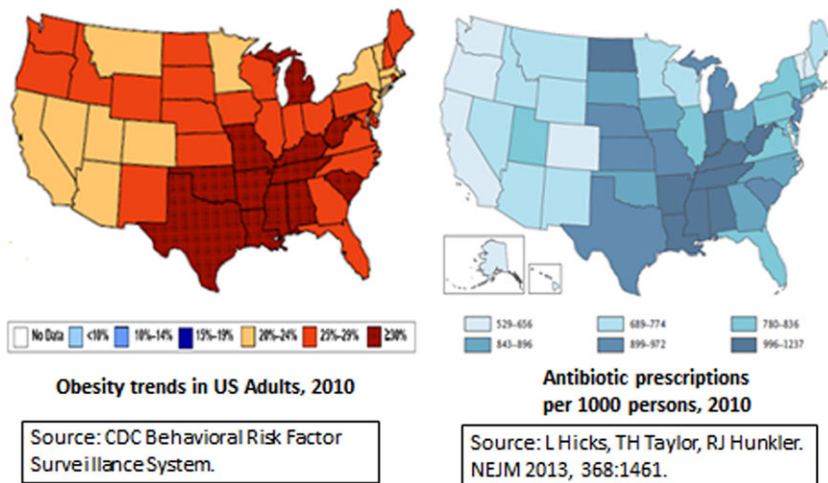 No Data
<10%
10%–14%
15%–19%
20%–24%
25%–29%
≥30%
Obesity trends in US Adults, 2010
Source: CDC Behavioral Risk Factor
Surveillance System.
529–656
689–774
780–836
843–896
899–972
996–1237
Antibiotic prescriptions
per 1000 persons, 2010
Source: L Hicks, TH Taylor, RJ Hunkler.
NEJM 2013, 368:1461.